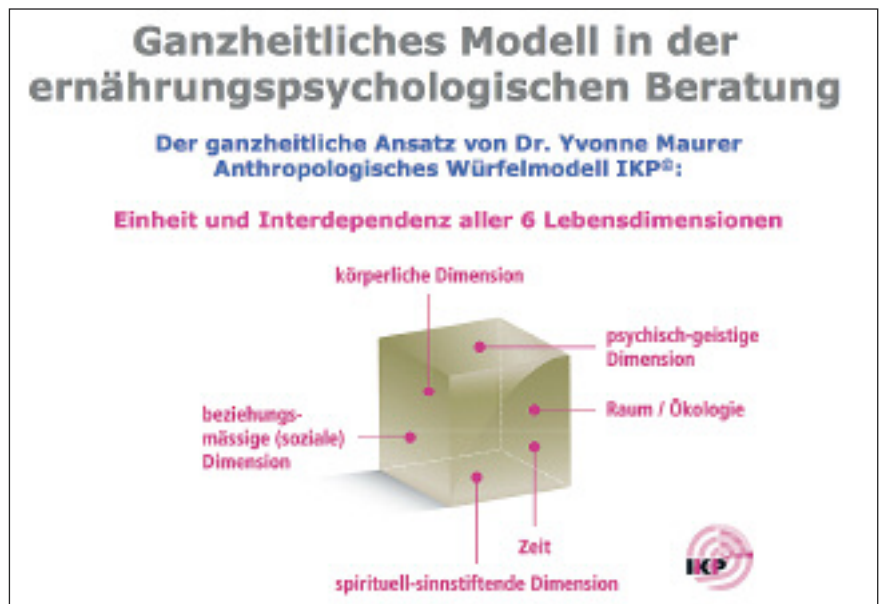 Ganzheitliches Modell in der
ernährungspsychologischen Beratung
Der ganzheitliche Ansatz von Dr. Yvonne Maurer
Anthropologisches Würfelmodell IKP©:
Einheit und Interdependenz aller 6 Lebensdimensionen
körperliche Dimension
psychisch-geistige
Dimension
beziehungs-
mässige (soziale)
Dimension
Raum / Ökologie
Zeit
spirituell-sinnstiftende Dimension
IKP